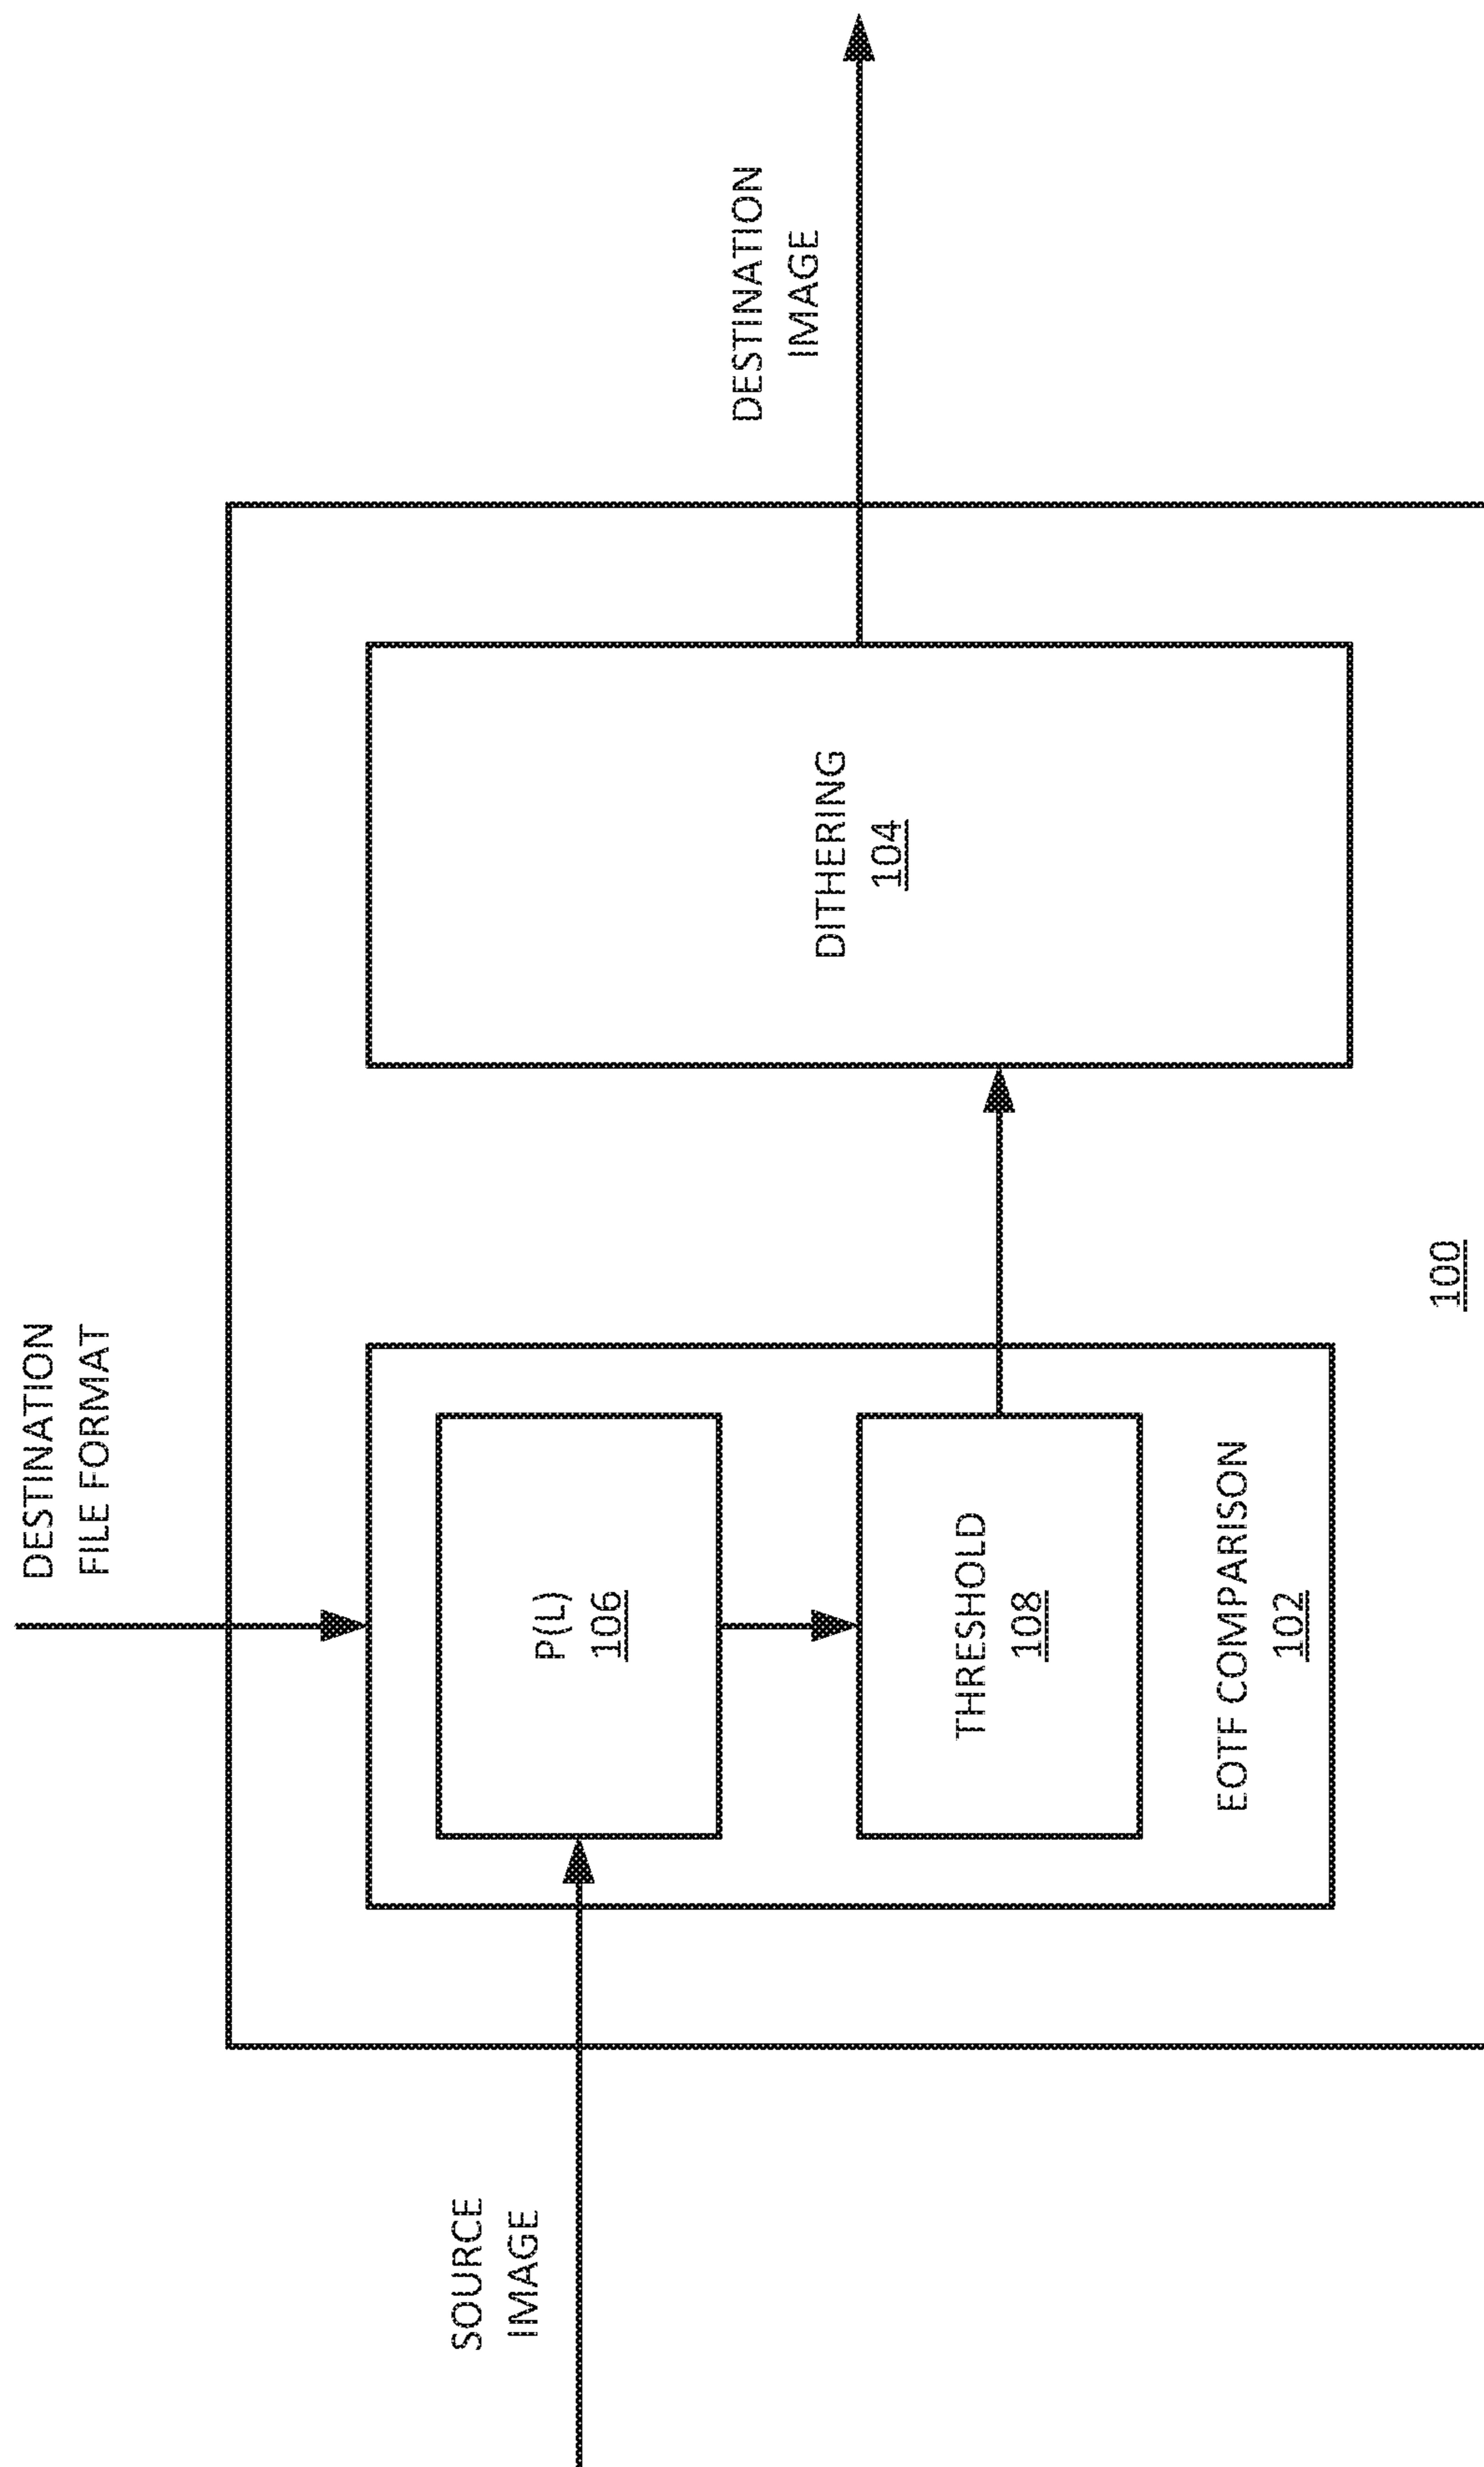 DESTINATION
FILE FORMAT
SOURCE
IMAGE
P(L)
106
THRESHOLD
108
EOTF COMPARISON
102
DITHERING
104
DESTINATION
IMAGE
100